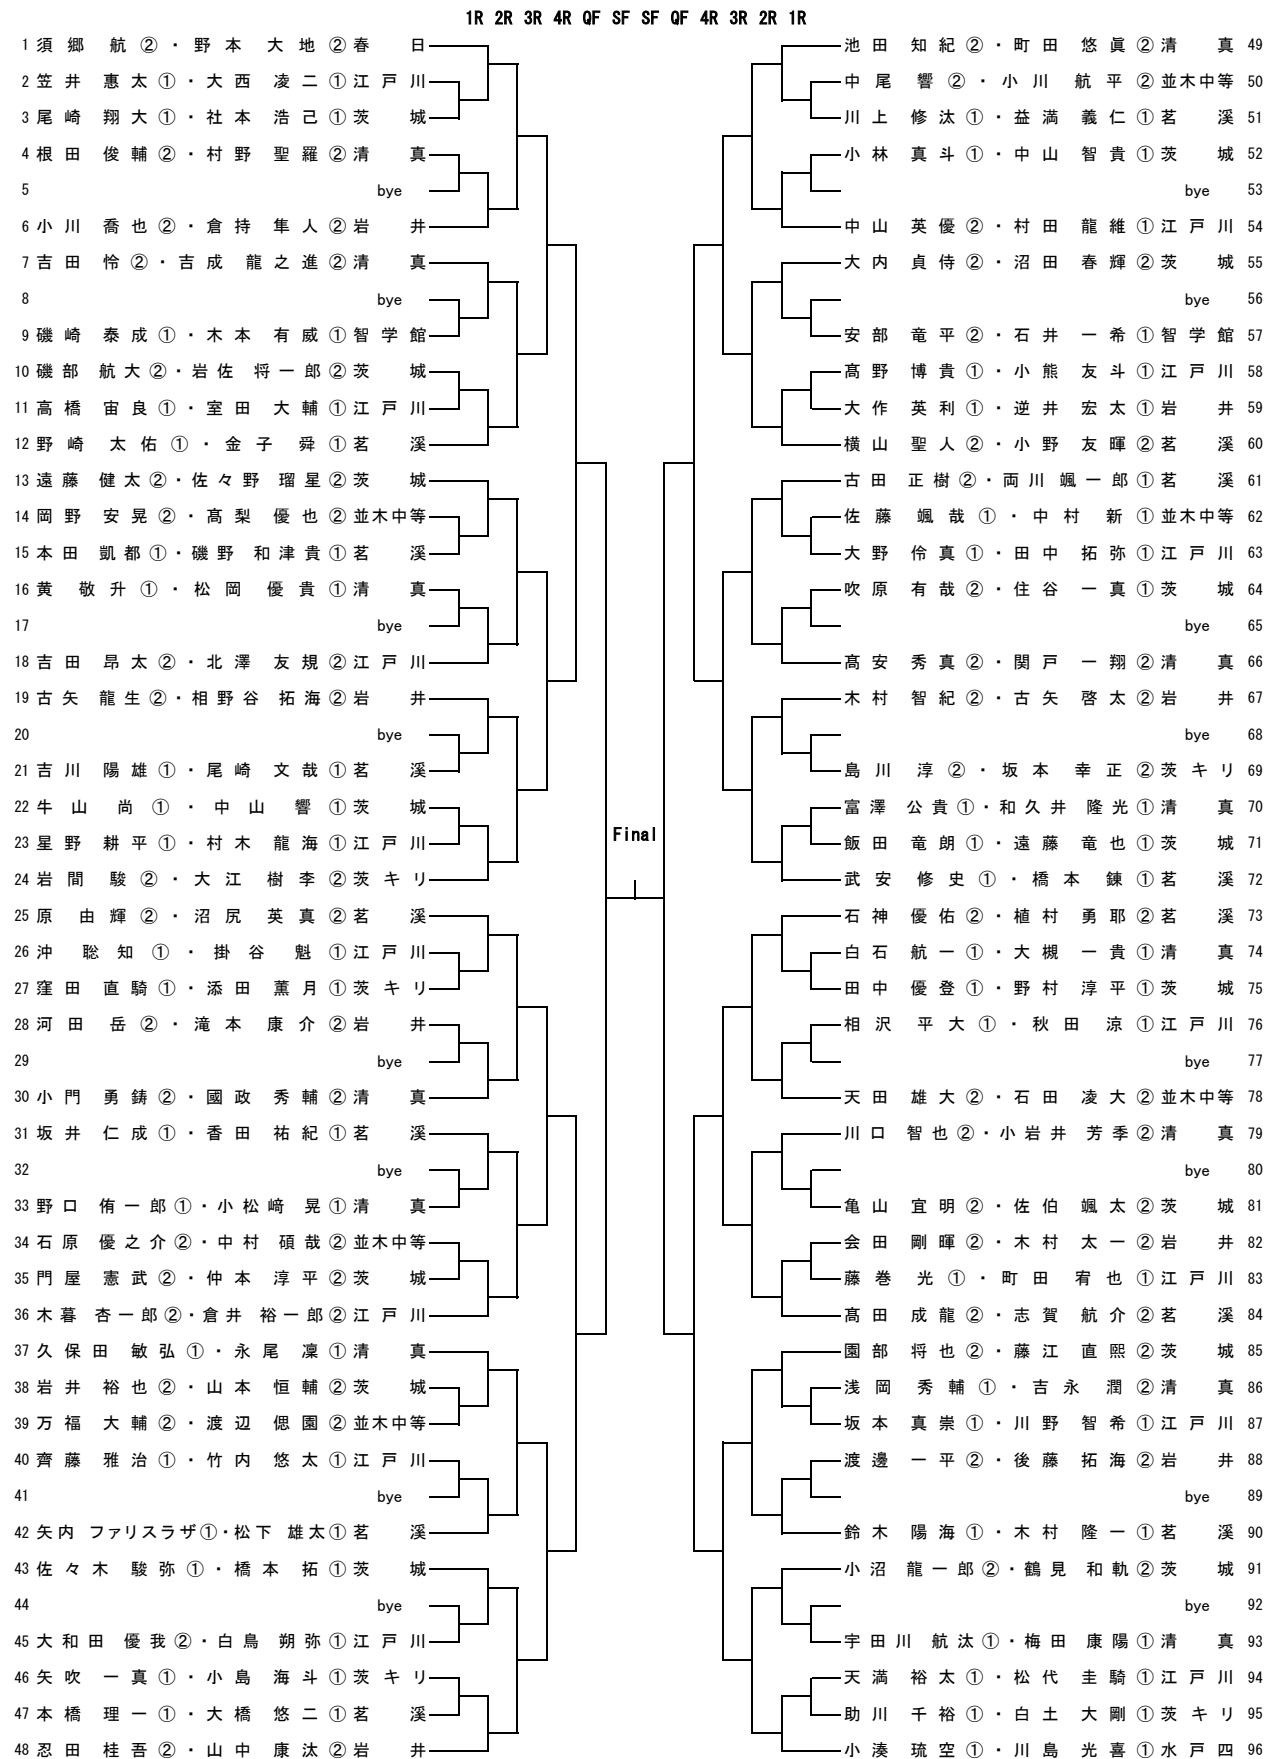 1R 2R 3R 4R QF SF SF QF 4R 3R 2R 1R
1 須郷 航②・野本 大地②春日
2 笠井 惠太①・大西 凌二①江戸川
3 尾崎 翔大①・社本 浩己①茨城
4 根田 俊輔②・村野 聖羅②清真
5 bye
6 小川 喬也②・倉持 隼人②岩井
7 吉田 怜②・吉成 龍之進②清真
8 bye
9 磯崎 泰成①・木本 有威①智学館
10 磯部 航大②・岩佐 将一郎②茨城
11 高橋 宙良①・室田 大輔①江戸川
12 野崎 太佑①・金子 舜①茗溪
13 遠藤 健太②・佐々野 瑠星②茨城
14 岡野 安晃②・髙梨 優也②並木中等
15 本田 凱都①・磯野 和津貴①茗溪
16 黄 敬升①・松岡 優貴①清真
17 bye
18 吉田 昂太②・北澤 友規②江戸川
19 古矢 龍生②・相野谷 拓海②岩井
20 bye
21 吉川 陽雄①・尾崎 文哉①茗溪
22 牛山 尚①・中山 響①茨城
23 星野 耕平①・村木 龍海①江戸川
24 岩間 駿②・大江 樹李②茨キリ
25 原 由輝②・沼尻 英真②茗溪
26 沖 聡知①・掛谷 魁①江戸川
27 窪田 直騎①・添田 薫月①茨キリ
28 河田 岳②・滝本 康介②岩井
29 bye
30 小門 勇鋳②・國政 秀輔②清真
31 坂井 仁成①・香田 祐紀①茗溪
32 bye
33 野口 侑一郎①・小松﨑 晃①清真
34 石原 優之介②・中村 碩哉②並木中等
35 門屋 憲武②・仲本 淳平②茨城
36 木暮 杏一郎②・倉井 裕一郎②江戸川
37 久保田 敏弘①・永尾 凜①清真
38 岩井 裕也②・山本 恒輔②茨城
39 万福 大輔②・渡辺 偲園②並木中等
40 齊藤 雅治①・竹内 悠太①江戸川
41 bye
42 矢内 ファリスラザ①・松下 雄太①茗溪
43 佐々木 駿弥①・橋本 拓①茨城
44 bye
45 大和田 優我②・白鳥 朔弥①江戸川
46 矢吹 一真①・小島 海斗①茨キリ
47 本橋 理一①・大橋 悠二①茗溪
48 忍田 桂吾②・山中 康汰②岩井
Final
池田 知紀②・町田 悠眞②清真 49
中尾 響②・小川 航平②並木中等 50
川上 修汰①・益満 義仁①茗溪 51
小林 真斗①・中山 智貴①茨城 52
bye 53
中山 英優②・村田 龍維①江戸川 54
大内 貞侍②・沼田 春輝②茨城 55
bye 56
安部 竜平②・石井 一希①智学館 57
髙野 博貴①・小熊 友斗①江戸川 58
大作 英利①・逆井 宏太①岩井 59
横山 聖人②・小野 友暉②茗溪 60
古田 正樹②・両川 颯一郎①茗溪 61
佐藤 颯哉①・中村 新①並木中等 62
大野 伶真①・田中 拓弥①江戸川 63
吹原 有哉②・住谷 一真①茨城 64
bye 65
髙安 秀真②・関戸 一翔②清真 66
木村 智紀②・古矢 啓太②岩井 67
bye 68
島川 淳②・坂本 幸正②茨キリ 69
富澤 公貴①・和久井 隆光①清真 70
飯田 竜朗①・遠藤 竜也①茨城 71
武安 修史①・橋本 錬①茗溪 72
石神 優佑②・植村 勇耶②茗溪 73
白石 航一①・大槻 一貴①清真 74
田中 優登①・野村 淳平①茨城 75
相沢 平大①・秋田 涼①江戸川 76
bye 77
天田 雄大②・石田 凌大②並木中等 78
川口 智也②・小岩井 芳季②清真 79
bye 80
亀山 宜明②・佐伯 颯太②茨城 81
会田 剛暉②・木村 太一②岩井 82
藤巻 光①・町田 宥也①江戸川 83
髙田 成龍②・志賀 航介②茗溪 84
園部 将也②・藤江 直熙②茨城 85
浅岡 秀輔①・吉永 潤②清真 86
坂本 真崇①・川野 智希①江戸川 87
渡邊 一平②・後藤 拓海②岩井 88
bye 89
鈴木 陽海①・木村 隆一①茗溪 90
小沼 龍一郎②・鶴見 和軌②茨城 91
bye 92
宇田川 航汰①・梅田 康陽①清真 93
天満 裕太①・松代 圭騎①江戸川 94
助川 千裕①・白土 大剛①茨キリ 95
小湊 琉空①・川島 光喜①水戸四 96